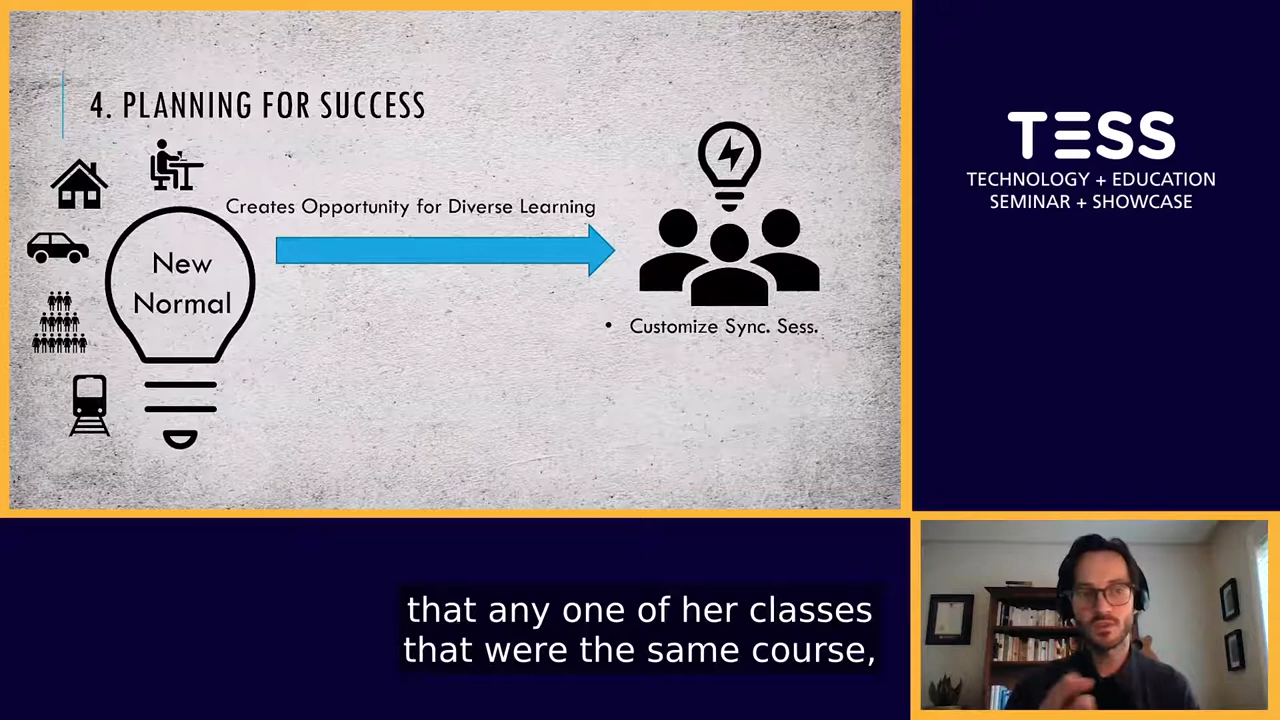 4. PLANNING FOR SUCCESS
Creates Opportunity for Diverse Learning
New
Normal
• Customize Sync. Sess.
TESS
TECHNOLOGY + EDUCATION
SEMINAR + SHOWCASE
that any one of her classes
that were the same course,